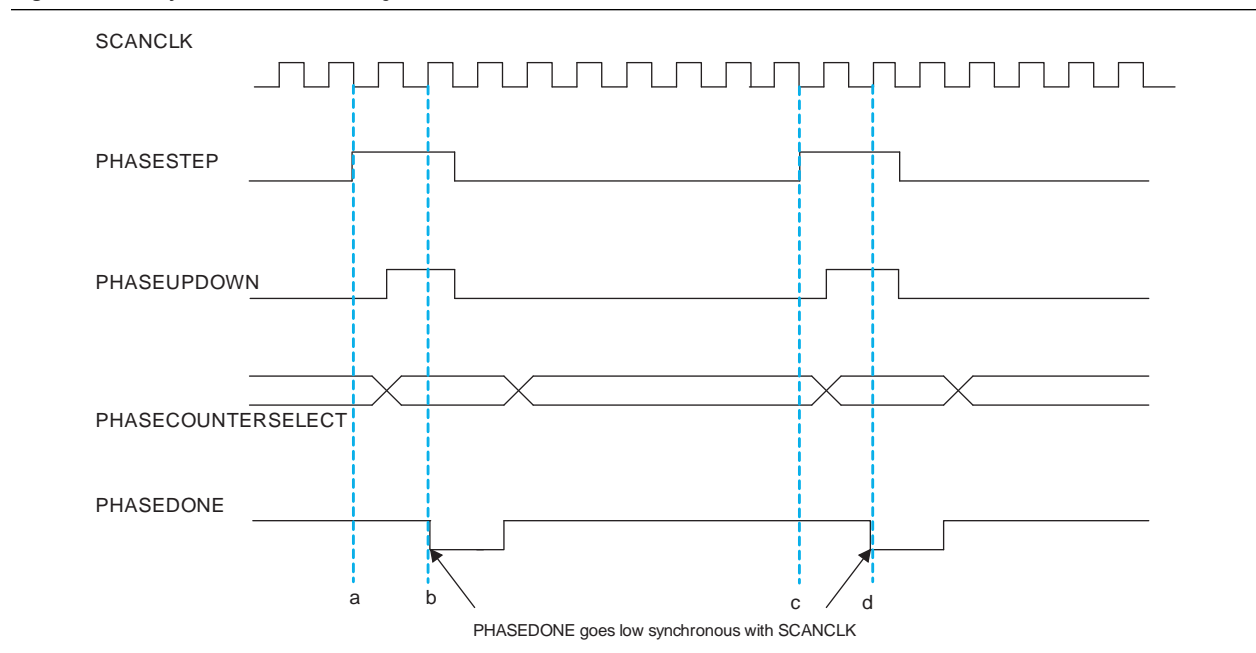 SCANCLK
PHASESTEP
PHASEUPDOWN
PHASECOUNTERSELECT
PHASEDONE
a b c d
PHASEDONE goes low synchronous with SCANCLK